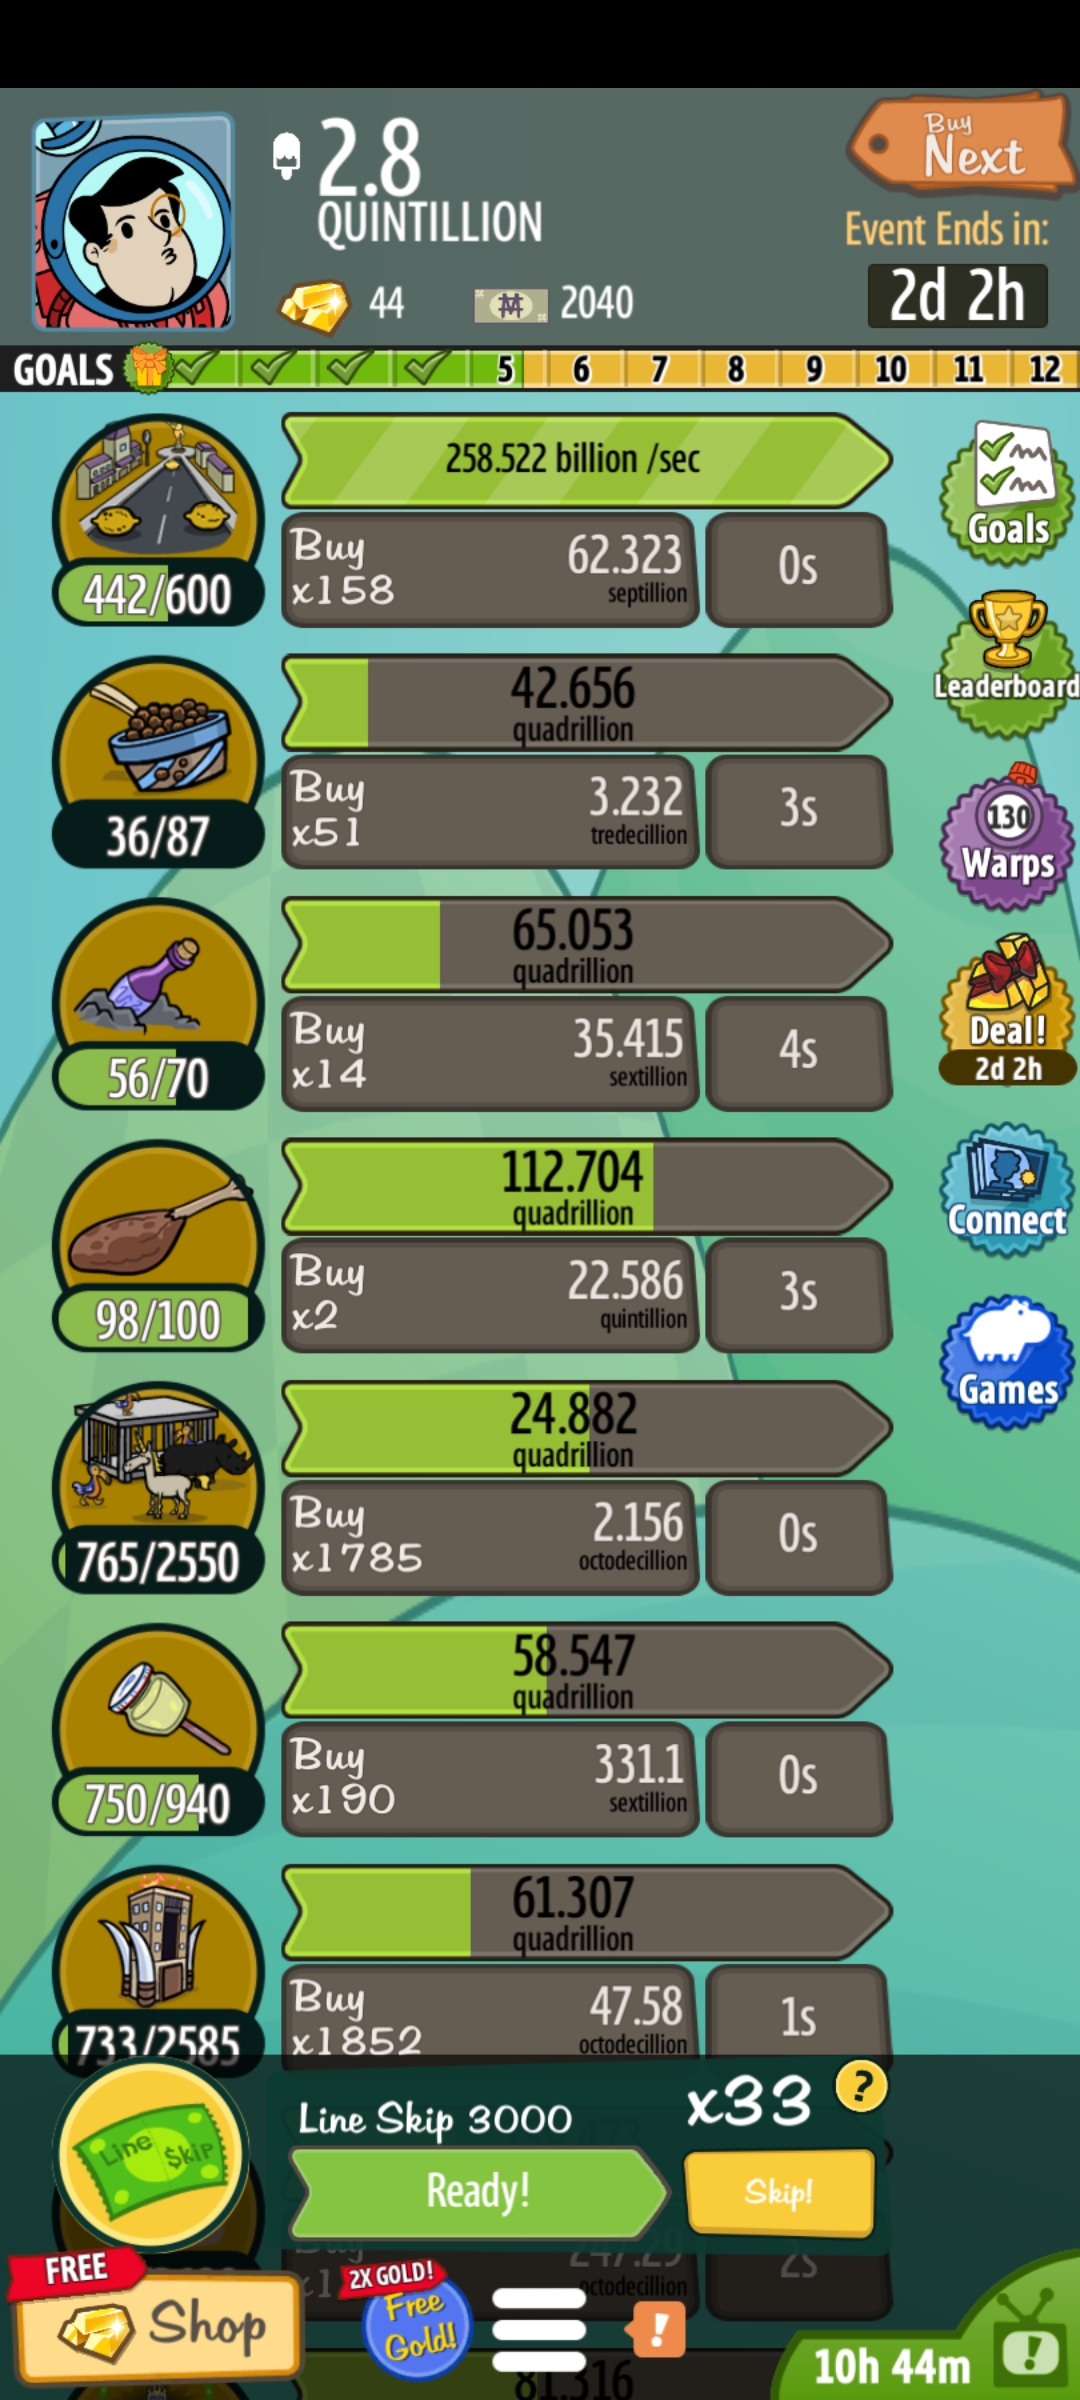 2.8
QUINTILLION
44
2040
Buy
Next
Event Ends in:
2d 2h
GOALS 5 6 7 8 9 10 11 12
258.522 billion /sec
442/600
Buy
x158
62.323
septillion
0s
42.656
quadrillion
36/87
Buy
x51
3.232
tredecillion
3s
65.053
quadrillion
56/70
Buy
x14
35.415
sextillion
4s
112.704
quadrillion
98/100
Buy
x2
22.586
quintillion
3s
24.882
quadrillion
765/2550
Buy
x1785
2.156
octodecillion
0s
58.547
quadrillion
750/940
Buy
x190
331.1
sextillion
0s
61.307
quadrillion
733/2585
Buy
x1852
47.58
octodecillion
1s
Goals
Leaderboard
130
Warps
Deal!
2d 2h
Connect
Games
Line Skip
Line Skip 3000
x33
?
Ready!
Skip!
247.29
octodecillion
2s
FREE
Shop
2X GOLD!
Free
Gold!
!
81.316
10h 44m
!